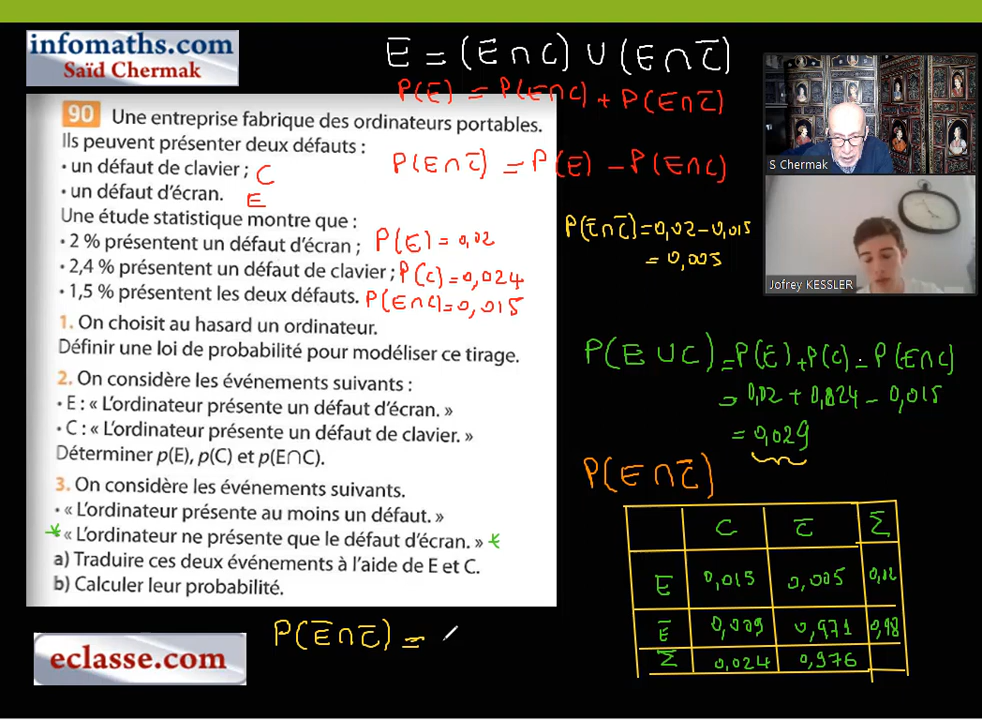 infomaths.com
Saïd Chermak
E = (E∩C) ∪ (E∩C̅)
P(E) = P(E∩C) + P(E∩C̅)
P(E∩C̅) = P(E) – P(E∩C)
90 Une entreprise fabrique des ordinateurs portables.
Ils peuvent présenter deux défauts :
• un défaut de clavier ; C
• un défaut d'écran. E
Une étude statistique montre que :
• 2 % présentent un défaut d'écran ; P(E) = 0,02
• 2,4 % présentent un défaut de clavier ; P(C) = 0,024
• 1,5 % présentent les deux défauts. P(E∩C) = 0,015
1. On choisit au hasard un ordinateur.
Définir une loi de probabilité pour modéliser ce tirage.
2. On considère les événements suivants :
• E : « L'ordinateur présente un défaut d'écran. »
• C : « L'ordinateur présente un défaut de clavier. »
Déterminer p(E), p(C) et p(E∩C).
3. On considère les événements suivants.
• « L'ordinateur présente au moins un défaut. »
* « L'ordinateur ne présente que le défaut d'écran. » *
a) Traduire ces deux événements à l'aide de E et C.
b) Calculer leur probabilité.
S Chermak
Jofrey KESSLER
P(E∩C̅) = 0,02 – 0,015
= 0,005
P(E ∪ C) = P(E) + P(C) – P(E∩C)
= 0,02 + 0,024 – 0,015
= 0,029
P(E ∩ C̅)
C C̅ Σ
E 0,015 0,005 0,02
E̅ 0,009 0,971 0,98
Σ 0,024 0,976
P(E̅∩C̅) =
eclasse.com